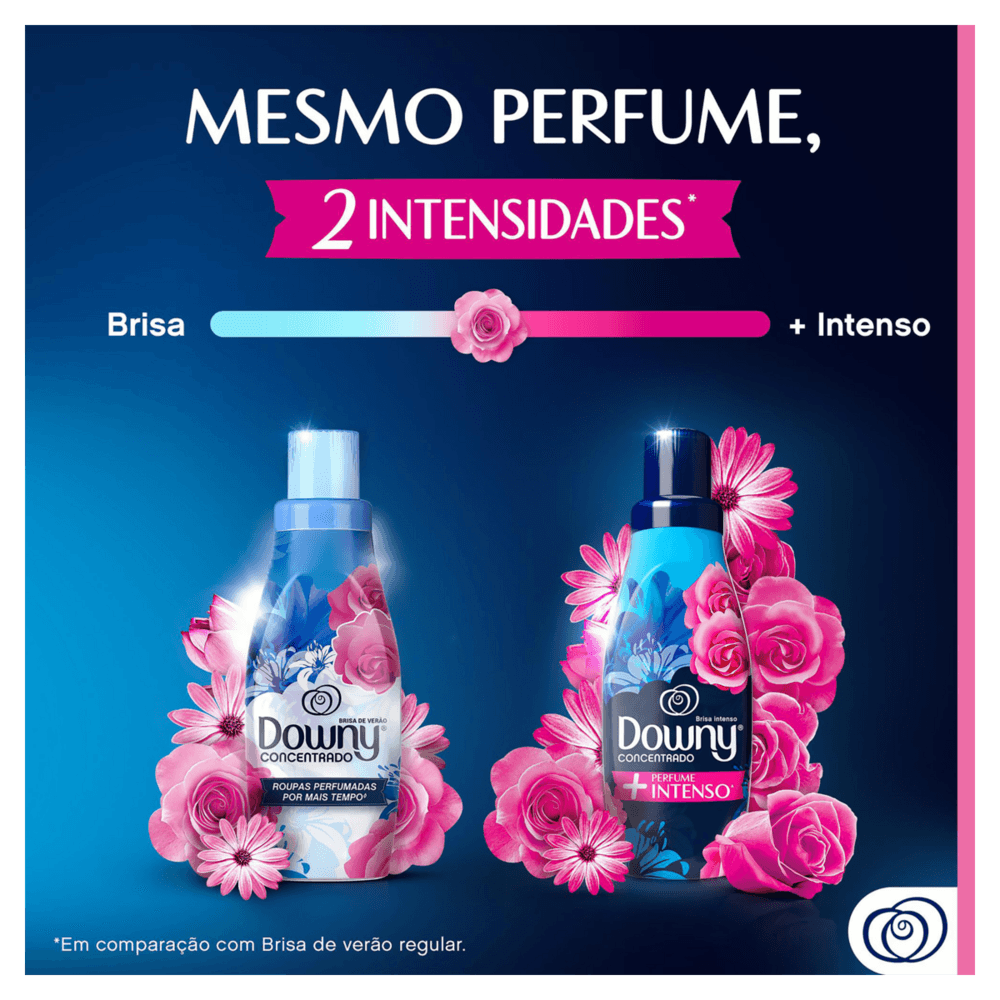 MESMO PERFUME,
2 INTENSIDADES*
Brisa
+ Intenso
BRISA DE VERÃO
Downy®
CONCENTRADO
ROUPAS PERFUMADAS
POR MAIS TEMPO◊
Brisa intenso
Downy®
CONCENTRADO
+ PERFUME
INTENSO*
*Em comparação com Brisa de verão regular.